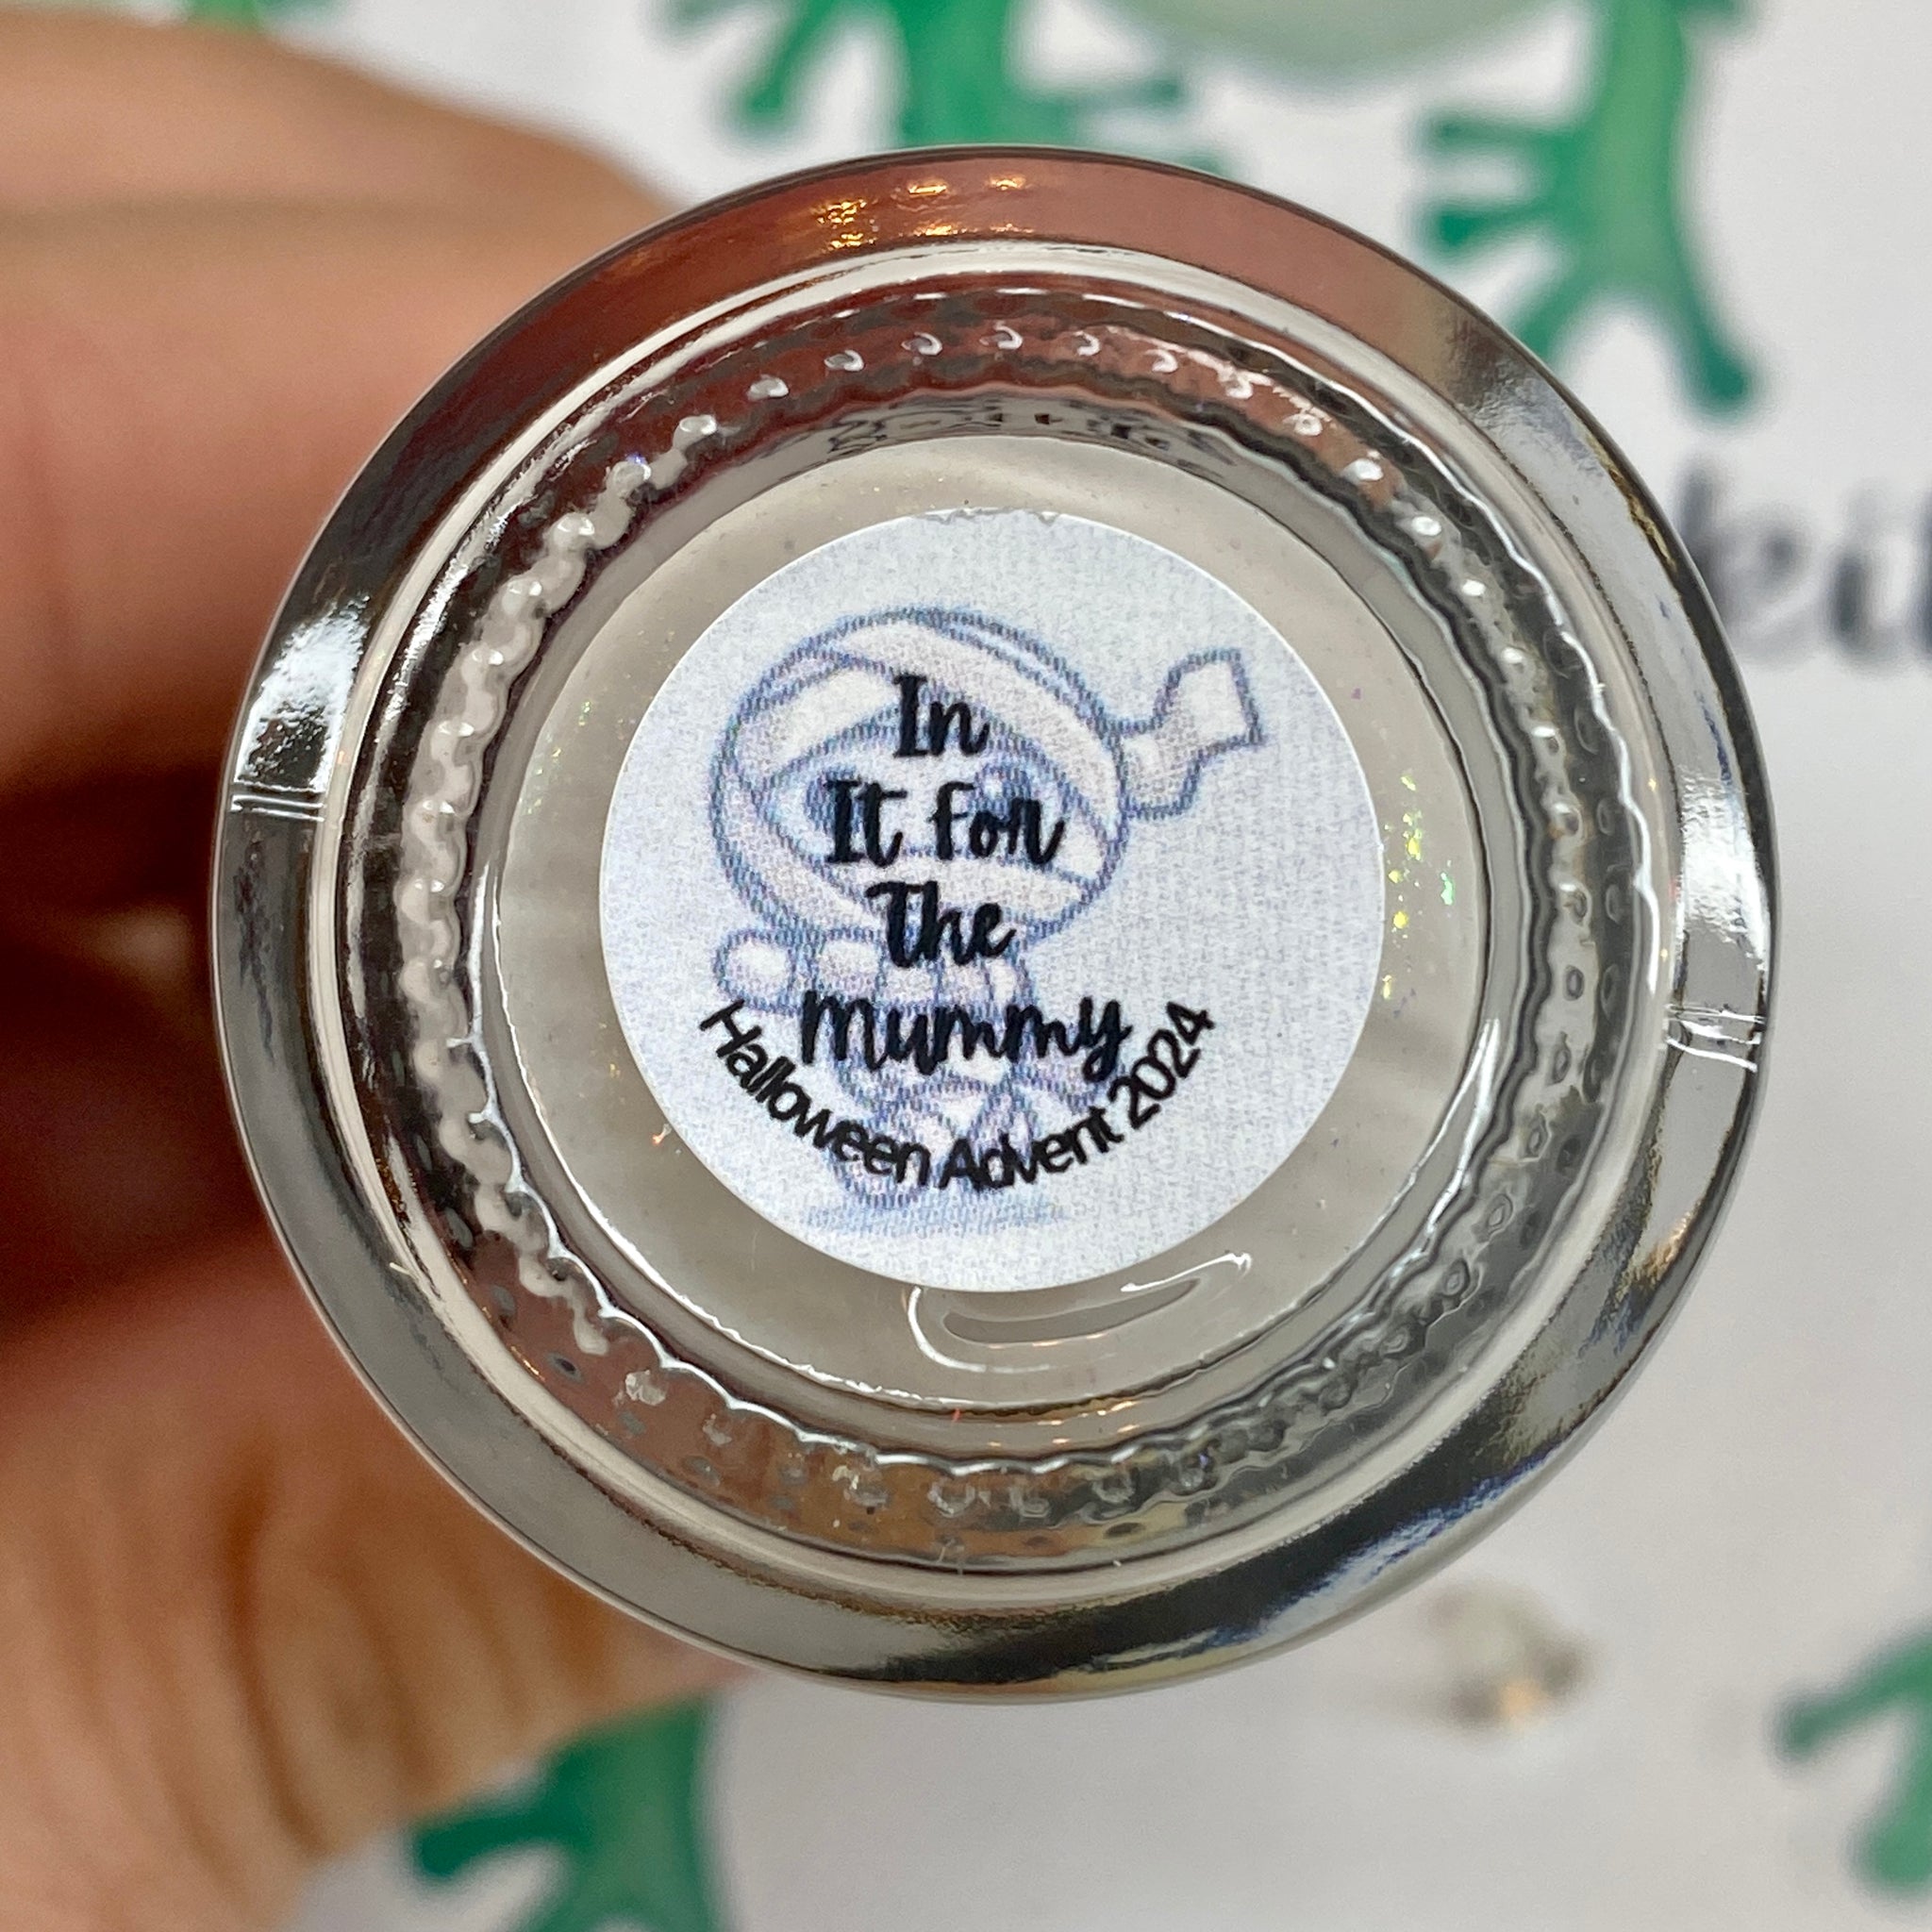 In
It For
The
Mummy
Halloween Advent 2024